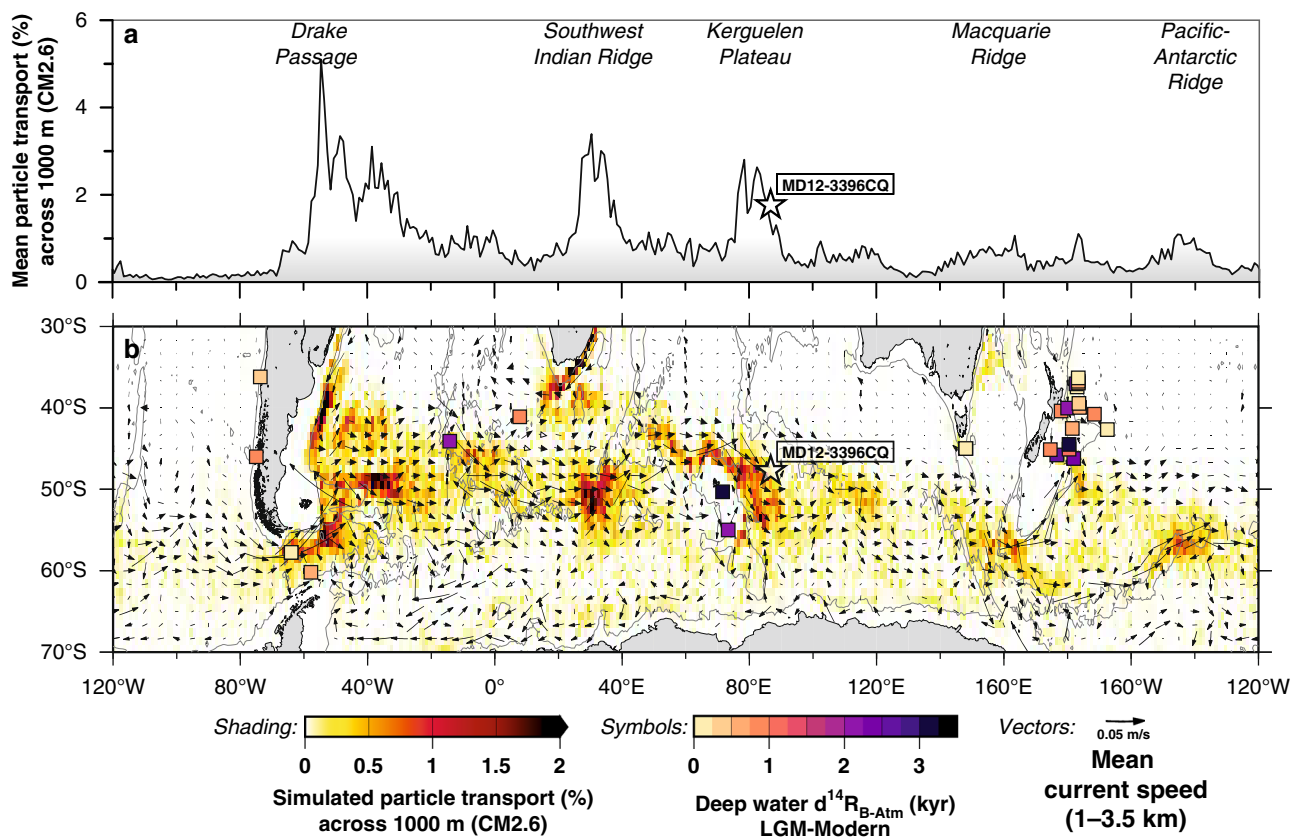 a
Drake
Passage
Southwest
Indian Ridge
Kerguelen
Plateau
Macquarie
Ridge
Pacific-
Antarctic
Ridge
Mean particle transport (%)
across 1000 m (CM2.6)
6
4
2
0
MD12-3396CQ
b
30°S
40°S
50°S
60°S
70°S
MD12-3396CQ
120°W
80°W
40°W
0
40°E
80°E
120°E
160°E
160°W
120°W
Shading:
0 0.5 1 1.5 2
Simulated particle transport (%)
across 1000 m (CM2.6)
Symbols:
0 1 2 3
Deep water d¹⁴R_B-Atm (kyr)
LGM-Modern
Vectors:
0.05 m/s
Mean
current speed
(1–3.5 km)